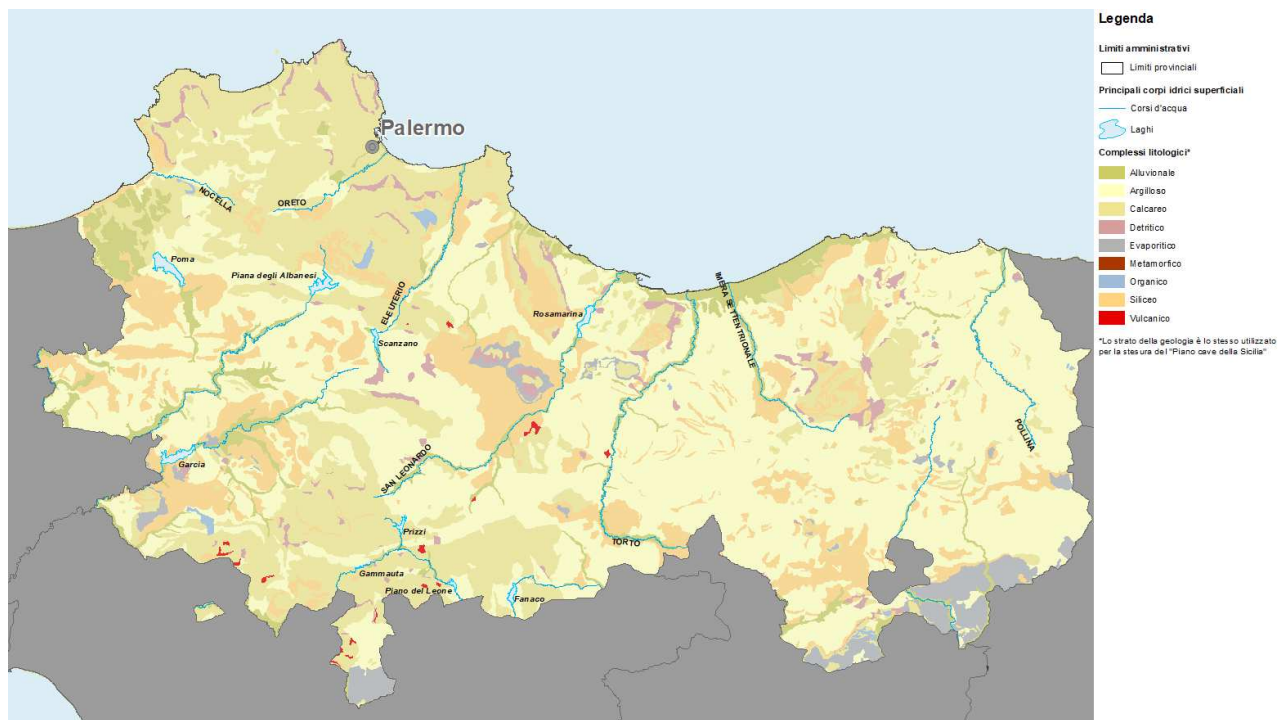 Palermo
NOCELLA
ORETO
Poma
Piana degli Albanesi
ELEUTERIO
Scanzano
Rosamarina
IMERA SETTENTRIONALE
POLLINA
Garcia
SAN LEONARDO
Prizzi
TORTO
Gammauta
Piano del Leone
Fanaco
Legenda
Limiti amministrativi
Limiti provinciali
Principali corpi idrici superficiali
Corsi d'acqua
Laghi
Complessi litologici*
Alluvionale
Argilloso
Calcareo
Detritico
Evaporitico
Metamorfico
Organico
Siliceo
Vulcanico
*Lo strato della geologia è lo stesso utilizzato
per la stesura del "Piano cave della Sicilia"